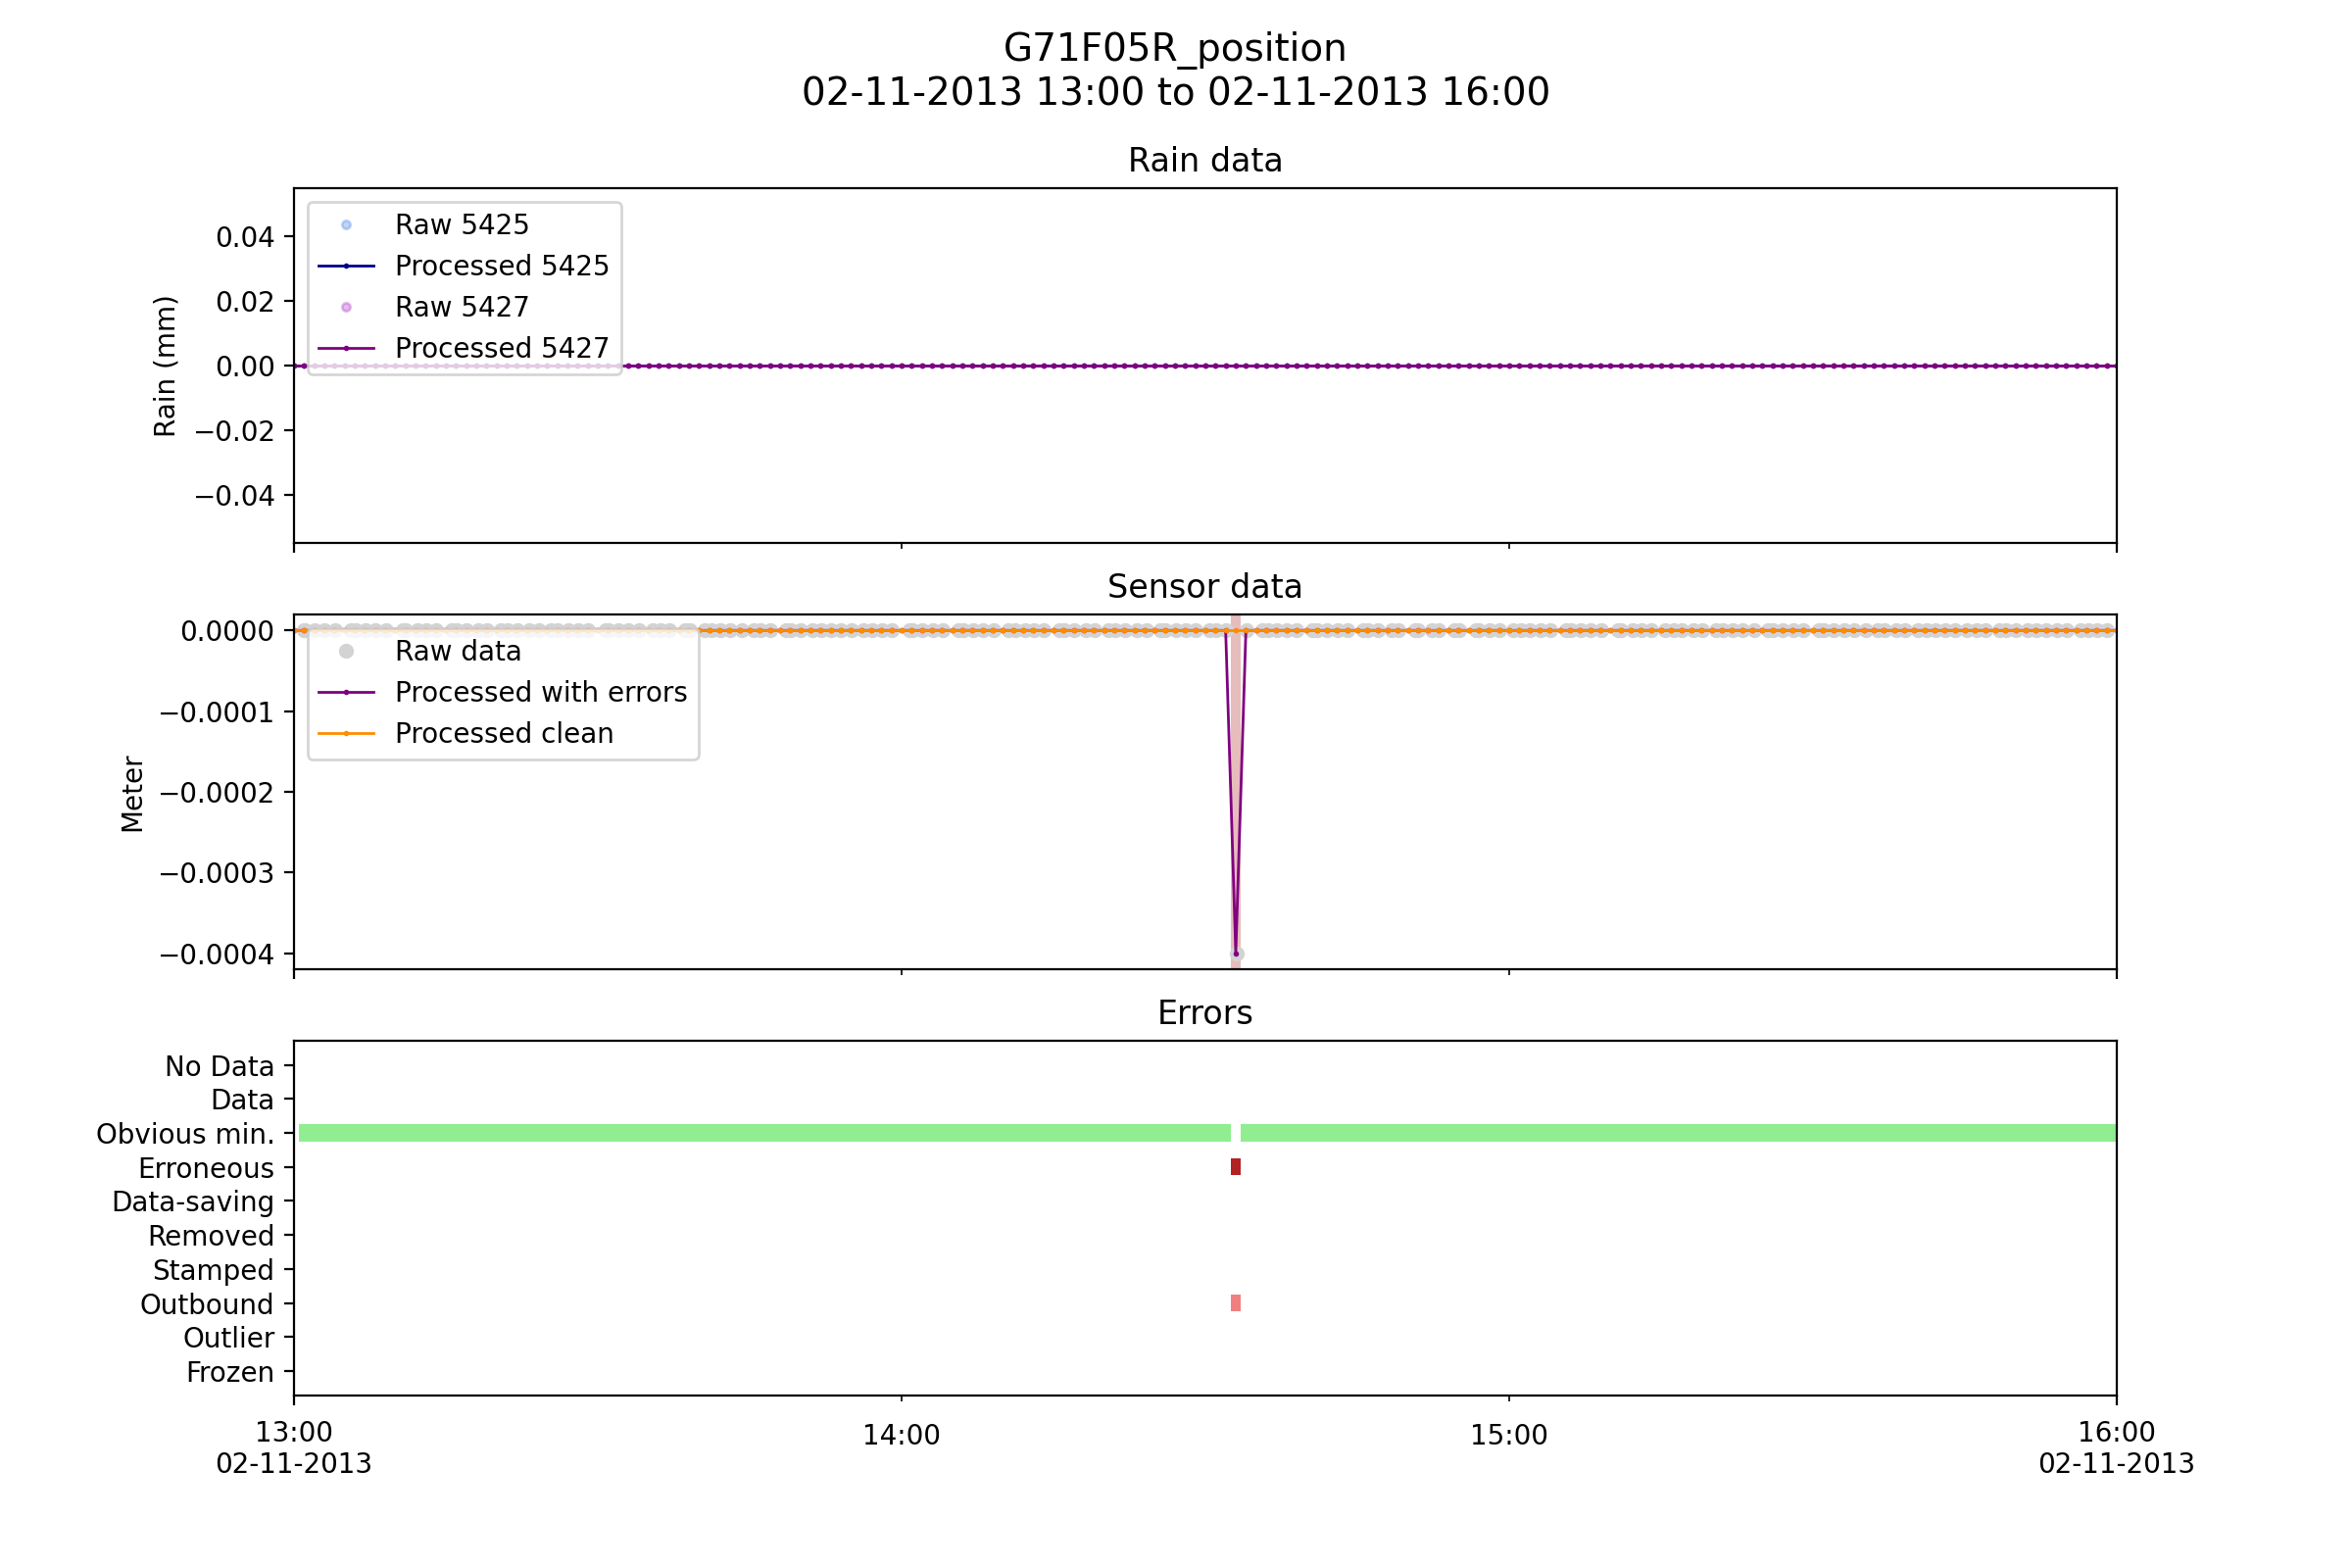 G71F05R_position
02-11-2013 13:00 to 02-11-2013 16:00
Rain data
Rain (mm)
0.04
0.02
0.00
−0.02
−0.04
Raw 5425
Processed 5425
Raw 5427
Processed 5427
Sensor data
Meter
0.0000
−0.0001
−0.0002
−0.0003
−0.0004
Raw data
Processed with errors
Processed clean
Errors
No Data
Data
Obvious min.
Erroneous
Data-saving
Removed
Stamped
Outbound
Outlier
Frozen
13:00
02-11-2013
14:00
15:00
16:00
02-11-2013